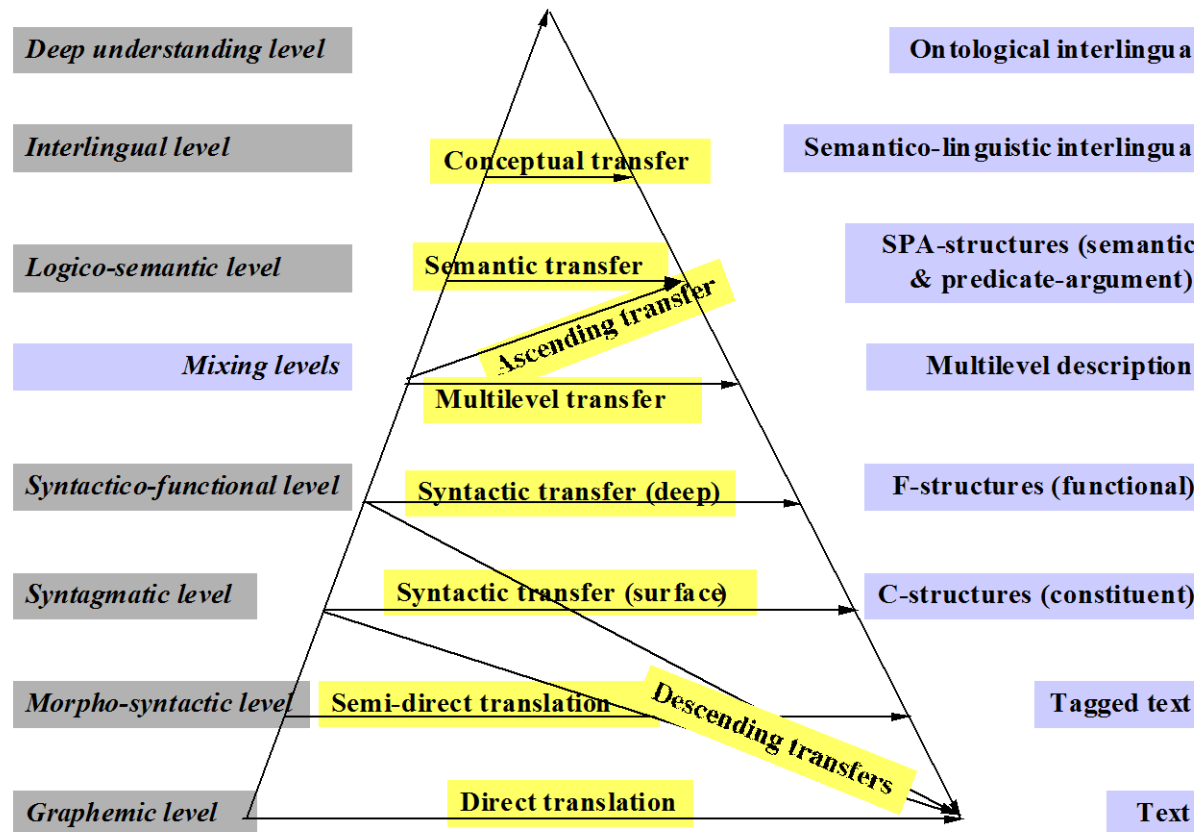 Deep understanding level
Ontological interlingua
Interlingual level
Conceptual transfer
Semantico-linguistic interlingua
Logico-semantic level
Semantic transfer
SPA-structures (semantic
& predicate-argument)
Ascending transfer
Mixing levels
Multilevel transfer
Multilevel description
Syntactico-functional level
Syntactic transfer (deep)
F-structures (functional)
Syntagmatic level
Syntactic transfer (surface)
C-structures (constituent)
Morpho-syntactic level
Semi-direct translation
Descending transfers
Tagged text
Graphemic level
Direct translation
Text